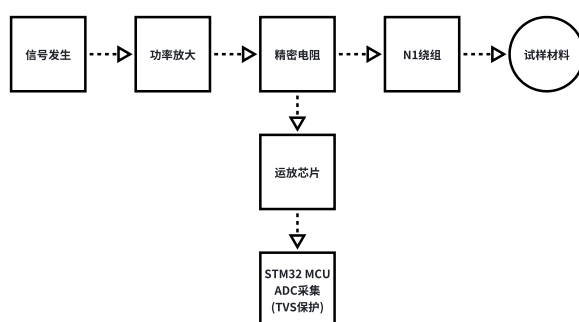 信号发生
功率放大
精密电阻
N1绕组
试样材料
运放芯片
STM32 MCU
ADC采集
(TVS保护)